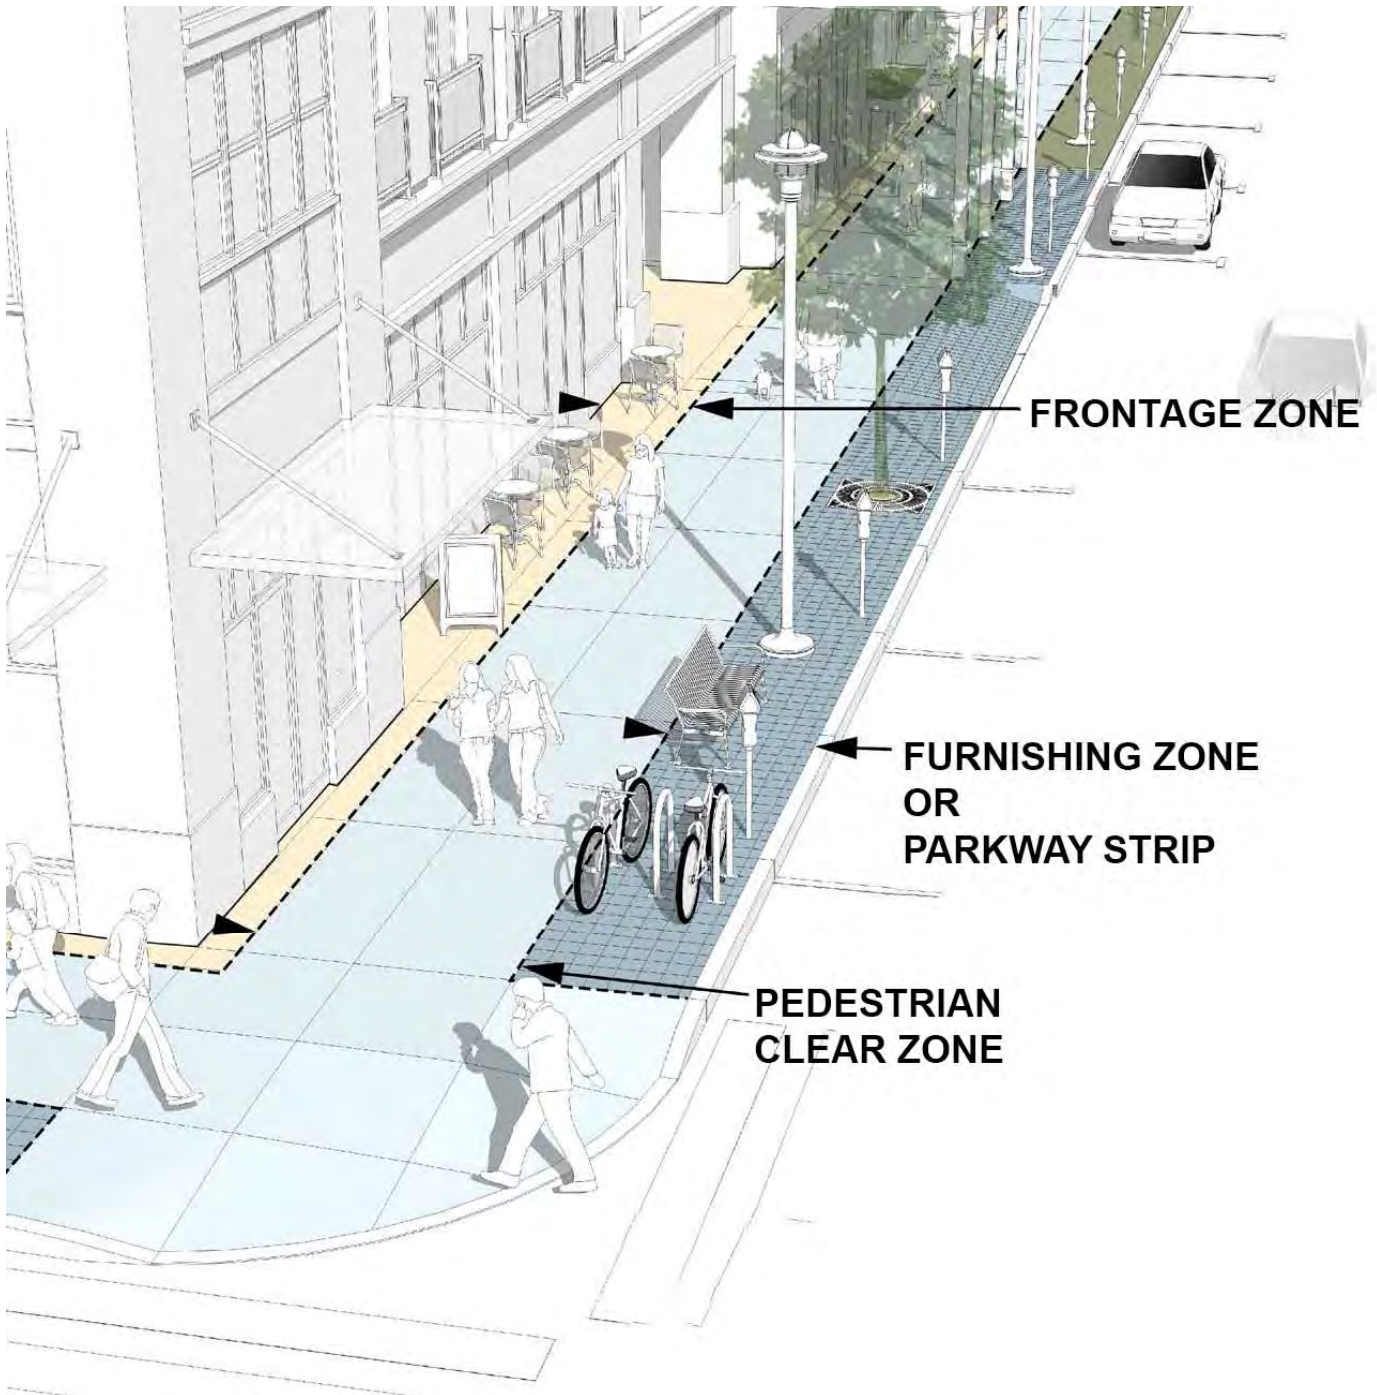 FRONTAGE ZONE
FURNISHING ZONE
OR
PARKWAY STRIP
PEDESTRIAN
CLEAR ZONE